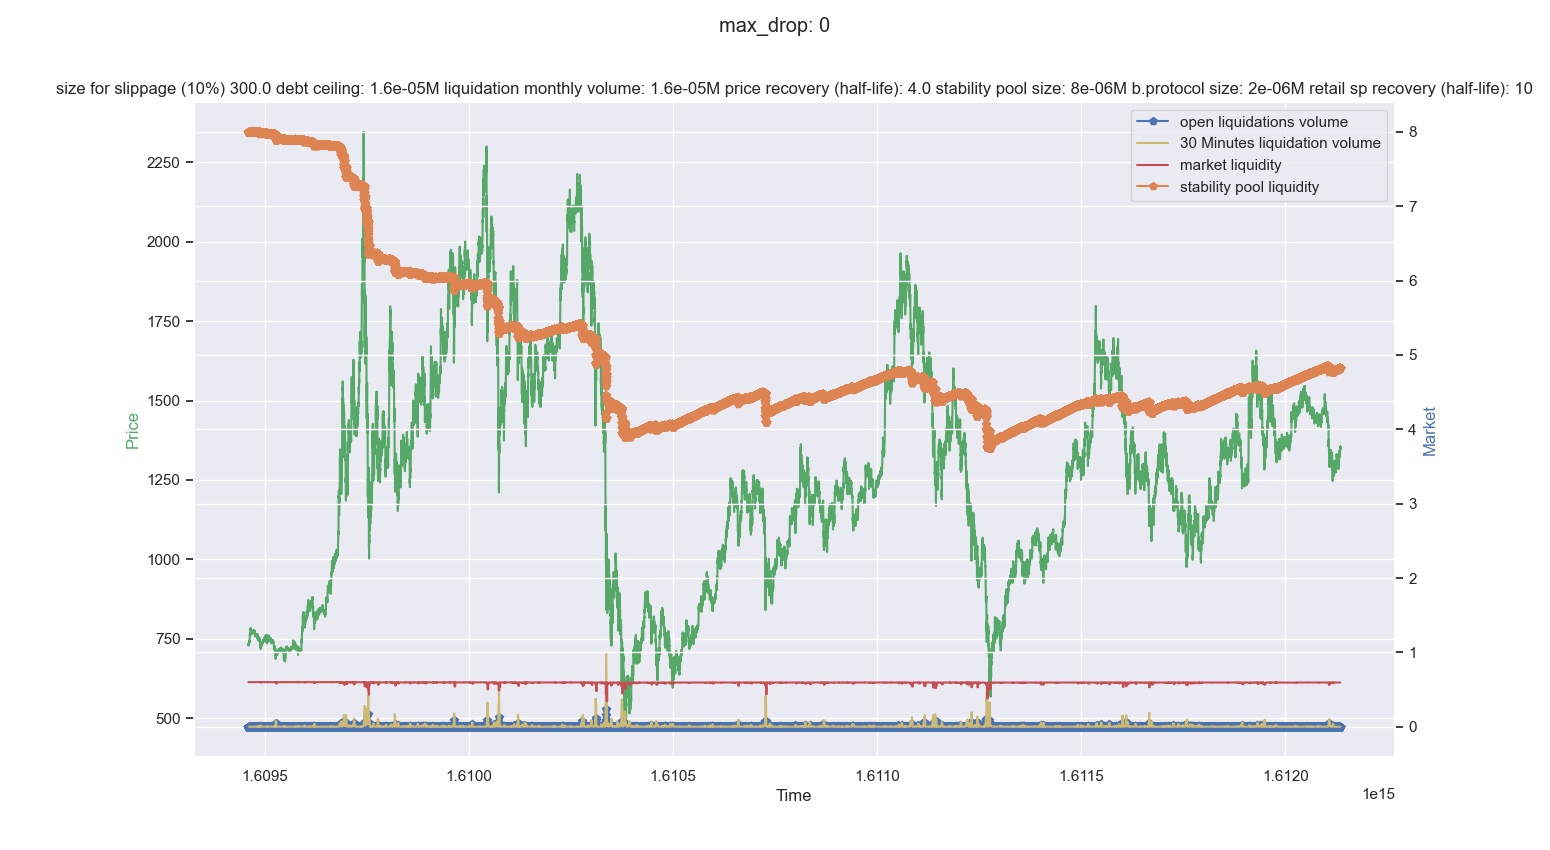 max_drop: 0
size for slippage (10%) 300.0 debt ceiling: 1.6e-05M liquidation monthly volume: 1.6e-05M price recovery (half-life): 4.0 stability pool size: 8e-06M b.protocol size: 2e-06M retail sp recovery (half-life): 10
open liquidations volume
30 Minutes liquidation volume
market liquidity
stability pool liquidity
2250
2000
1750
1500
1250
1000
750
500
Price
8
7
6
5
4
3
2
1
0
Market
1.6095 1.6100 1.6105 1.6110 1.6115 1.6120
Time
1e15